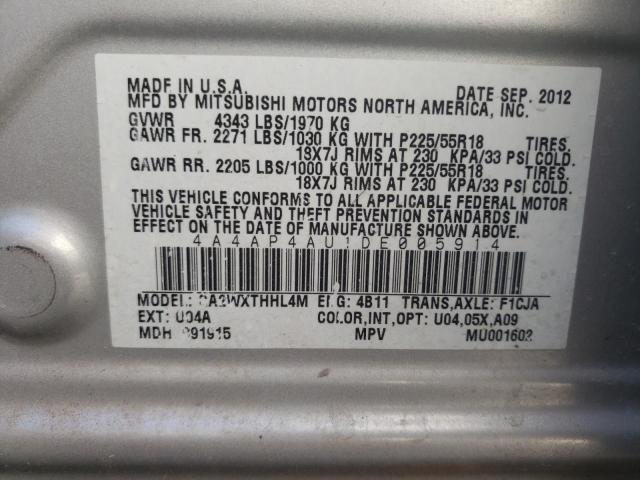 MADE IN U.S.A. DATE SEP. 2012
MFD BY MITSUBISHI MOTORS NORTH AMERICA, INC.
GVWR 4343 LBS/1970 KG
GAWR FR. 2271 LBS/1030 KG WITH P225/55R18 TIRES.
18X7J RIMS AT 230 KPA/33 PSI COLD.
GAWR RR. 2205 LBS/1000 KG WITH P225/55R18 TIRES.
18X7J RIMS AT 230 KPA/33 PSI COLD.
THIS VEHICLE CONFORMS TO ALL APPLICABLE FEDERAL MOTOR
VEHICLE SAFETY AND THEFT PREVENTION STANDARDS IN
EFFECT ON THE DATE OF MANUFACTURE SHOWN ABOVE.
4A4AP4AU1DE005914
MODEL: GA2WXTHHL4M ENG: 4B11 TRANS,AXLE: F1CJA
EXT: U04A COLOR,INT,OPT: U04,05X,A09
MDH 891915 MPV MU001602